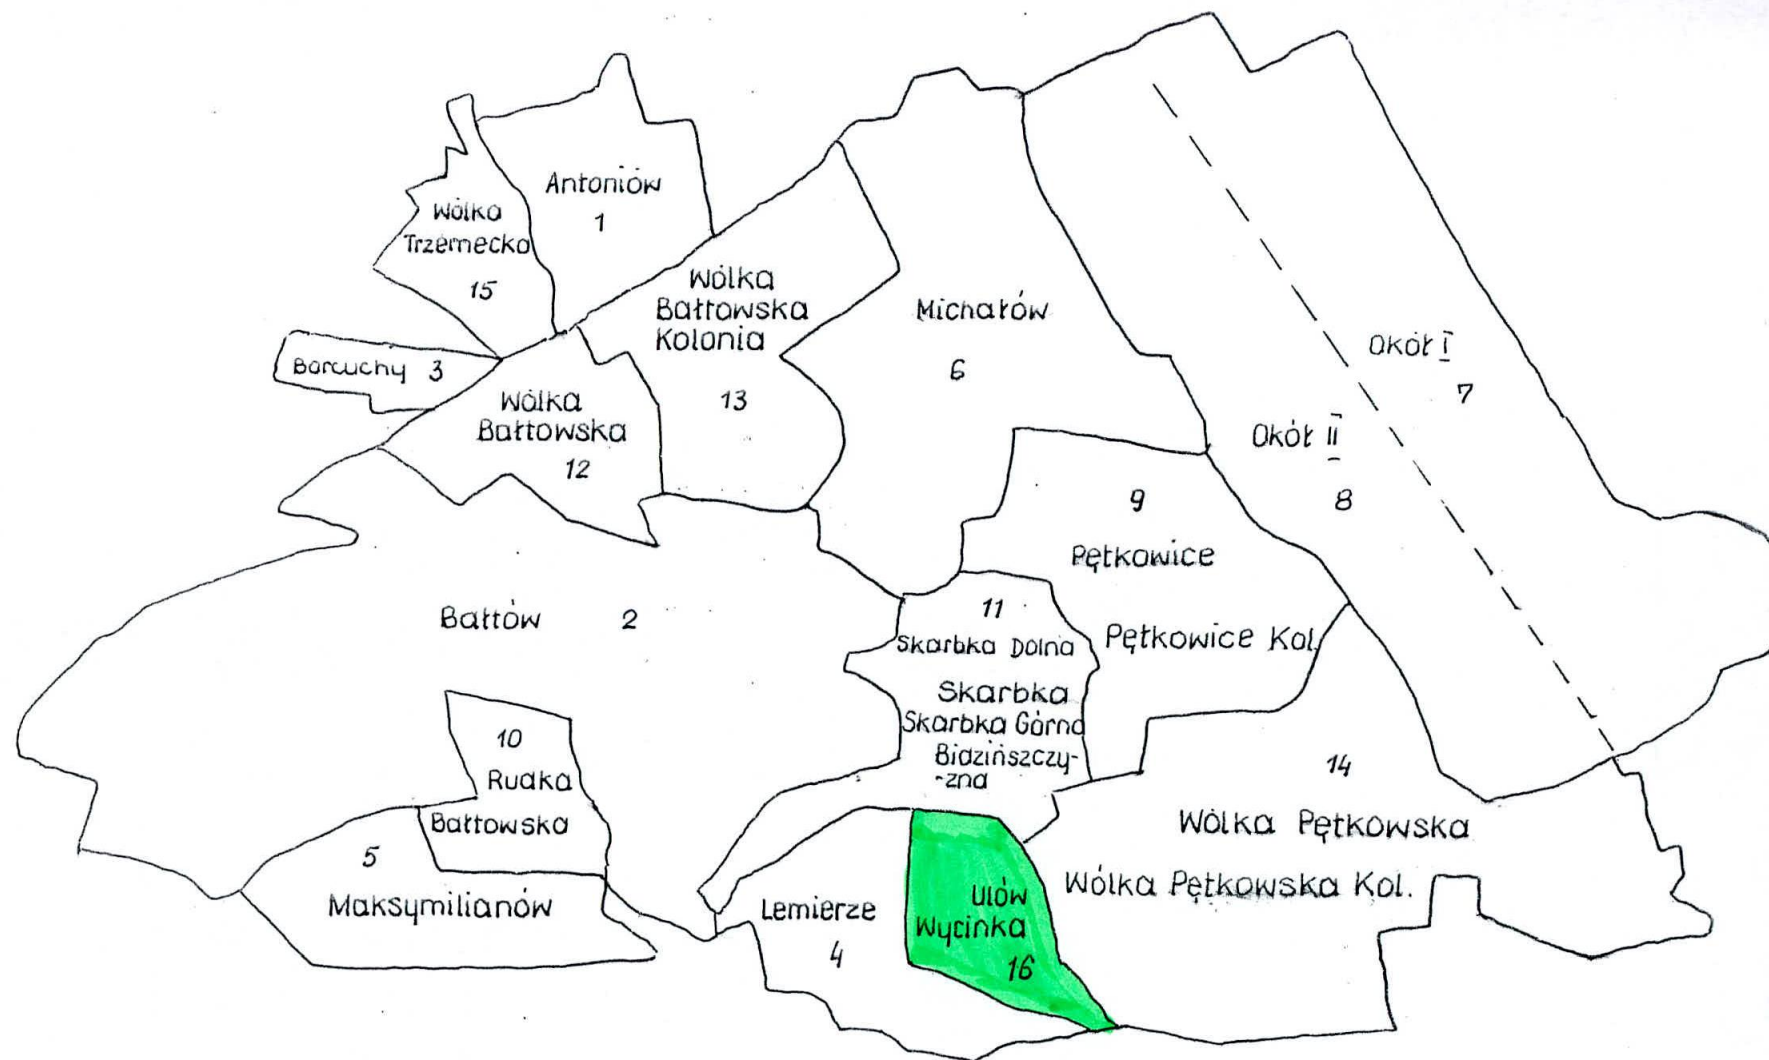 Antoniów
1
Wólka
Trzemecka
15
Borcuchy 3
Wólka
Bałtowska
12
Wólka
Bałtowska
Kolonia
13
Michałów
6
Okół I
7
Okół II
8
9
Pętkowice
Pętkowice Kol.
Bałtów 2
11
Skarbka Dolna
Skarbka
Skarbka Górna
Bidzińszczy-
-zna
10
Rudka
Bałtowska
5
Maksymilianów
Lemierze
4
Ulów
Wycinka
16
14
Wólka Pętkowska
Wólka Pętkowska Kol.